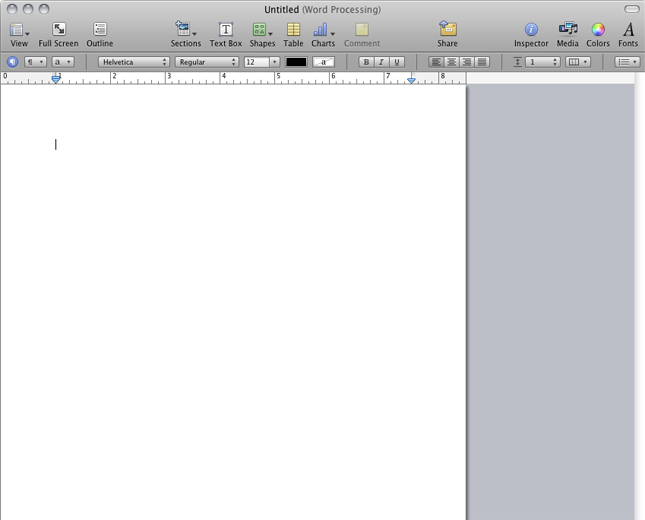 Untitled (Word Processing)
View Full Screen Outline Sections Text Box Shapes Table Charts Comment Share Inspector Media Colors Fonts
¶ a Helvetica Regular 12 a B I U 1
0 1 2 3 4 5 6 7 8